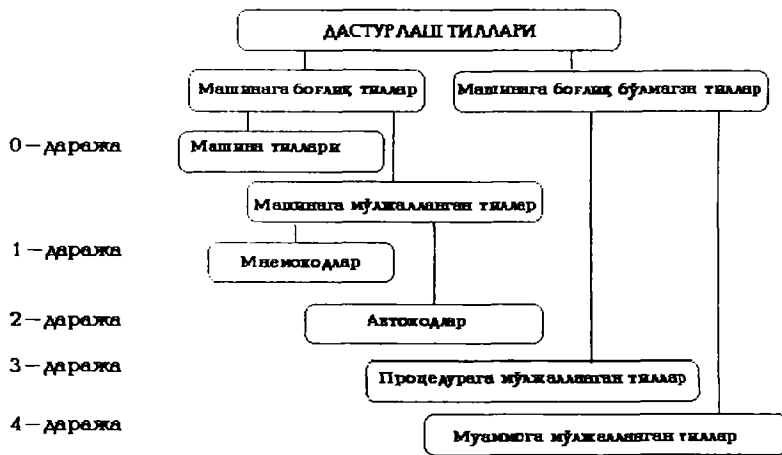 ДАСТУРЛАШ ТИЛЛАРИ
Машинага боғлиқ тиллар
Машинага боғлиқ бўлмаган тиллар
0—даража
Машина тиллари
Машинага мўлжалланган тиллар
1—даража
Мнемокодлар
2—даража
Автокодлар
3—даража
Процедурага мўлжалланган тиллар
4—даража
Муаммога мўлжалланган тиллар